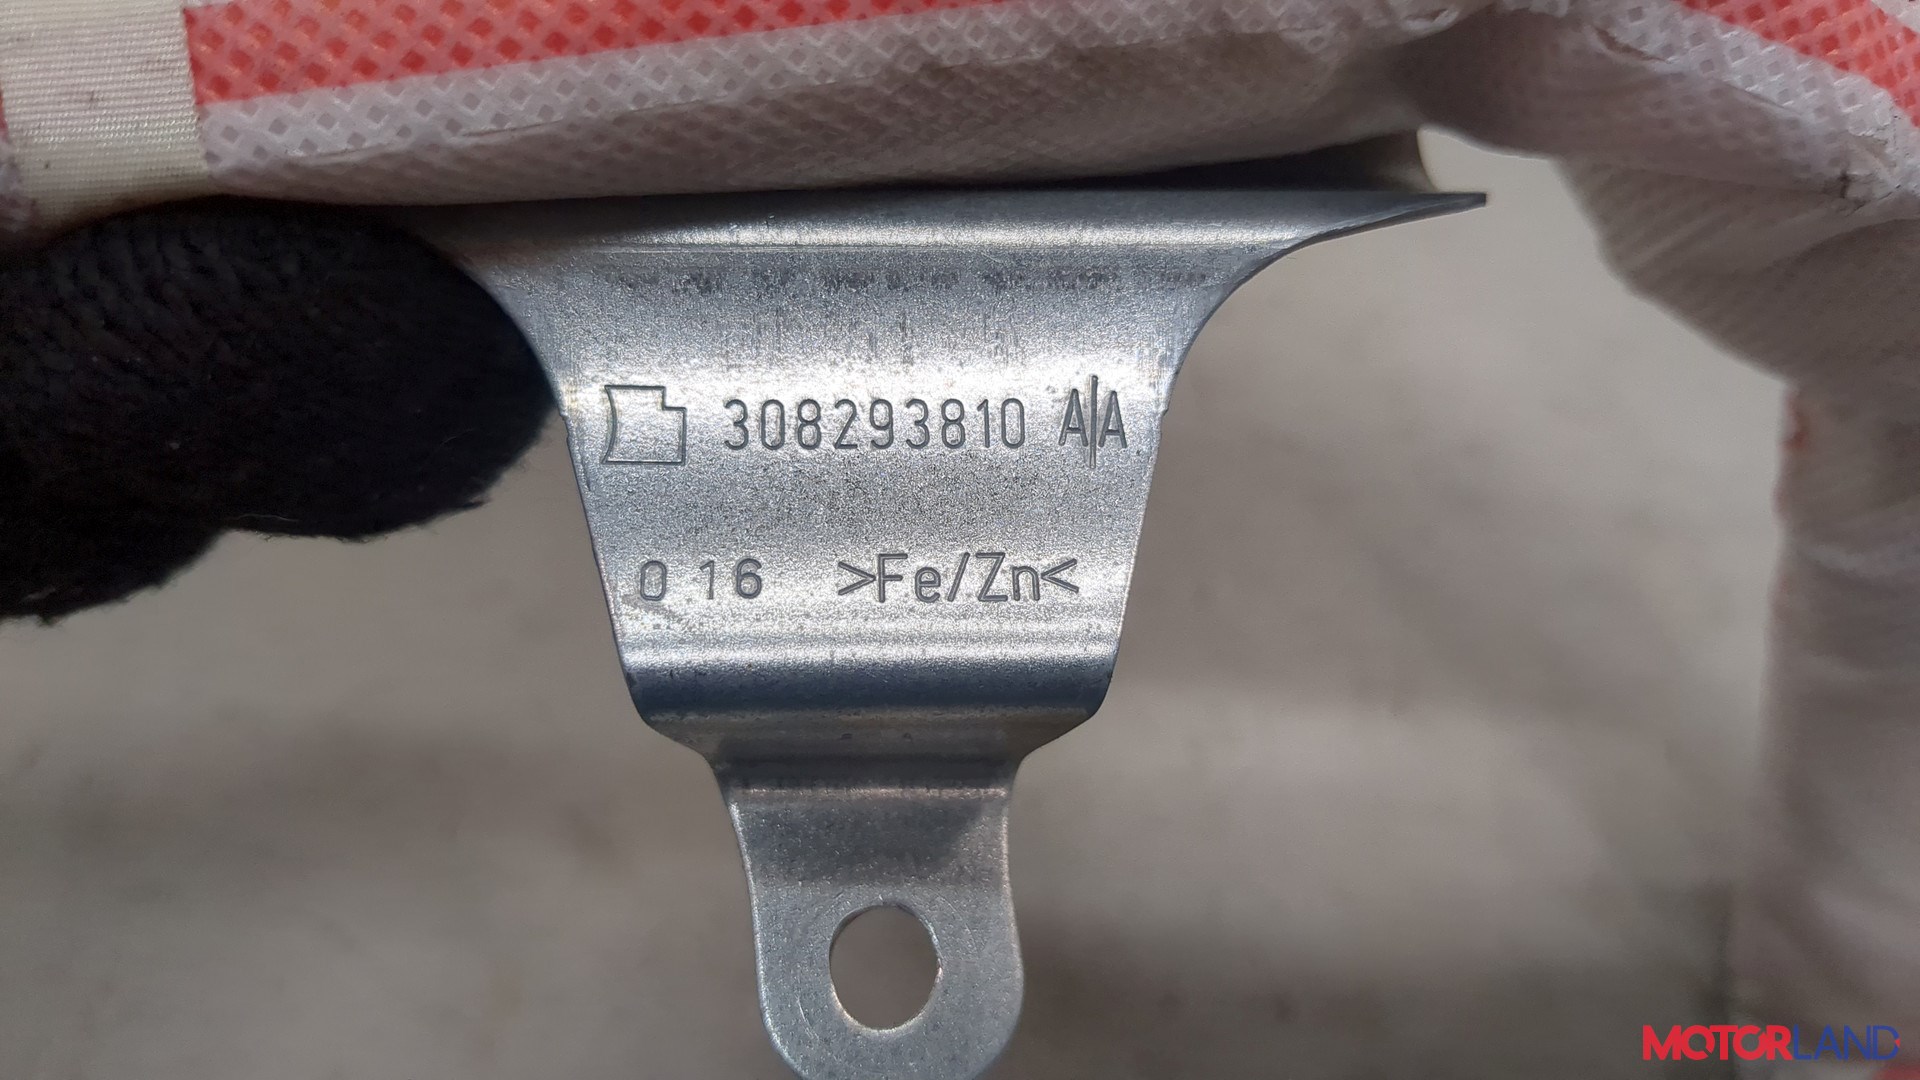 308293810 A|A
0 16 >Fe/Zn<
MOTORLAND